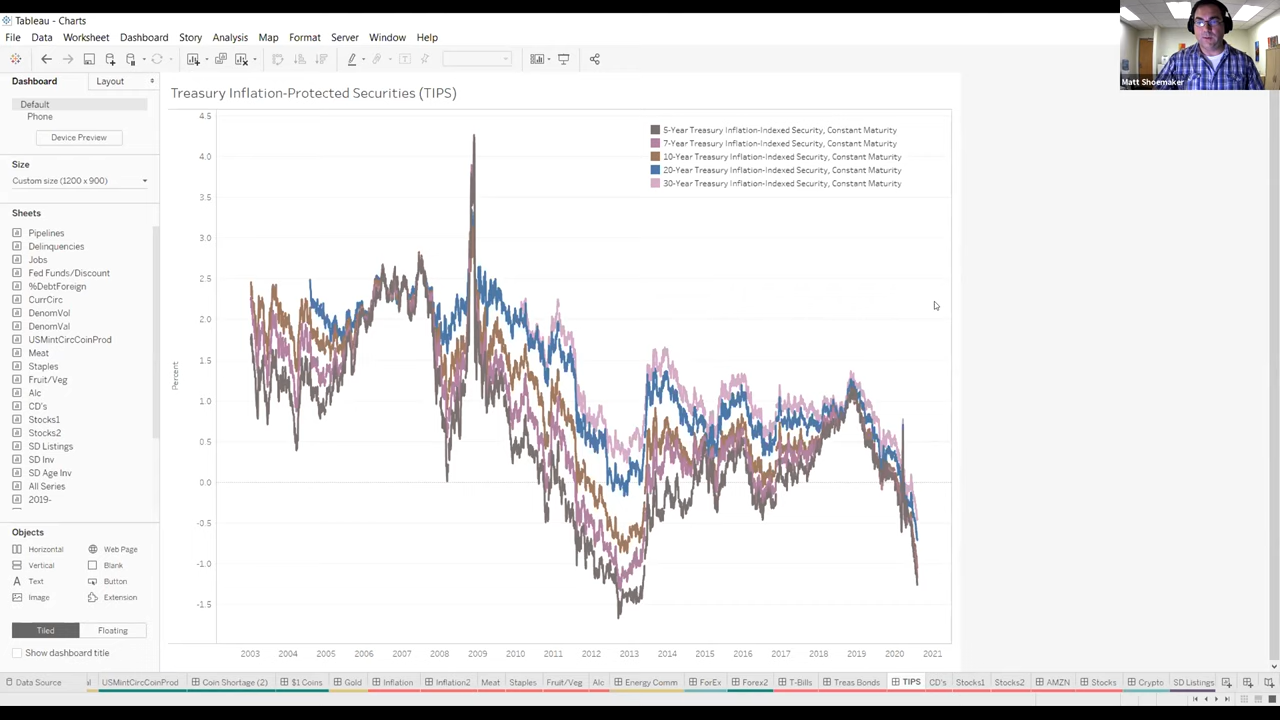 Tableau - Charts
File Data Worksheet Dashboard Story Analysis Map Format Server Window Help
Matt Shoemaker
Dashboard Layout
Default
Phone
Device Preview
Size
Custom size (1200 x 900)
Sheets
Pipelines
Delinquencies
Jobs
Fed Funds/Discount
%DebtForeign
CurrCirc
DenomVol
DenomVal
USMintCircCoinProd
Meat
Staples
Fruit/Veg
Alc
CD's
Stocks1
Stocks2
SD Listings
SD Inv
SD Age Inv
All Series
2019-
Objects
Horizontal Web Page
Vertical Blank
A Text Button
Image Extension
Tiled Floating
Show dashboard title
Treasury Inflation-Protected Securities (TIPS)
5-Year Treasury Inflation-Indexed Security, Constant Maturity
7-Year Treasury Inflation-Indexed Security, Constant Maturity
10-Year Treasury Inflation-Indexed Security, Constant Maturity
20-Year Treasury Inflation-Indexed Security, Constant Maturity
30-Year Treasury Inflation-Indexed Security, Constant Maturity
Percent
4.5
4.0
3.5
3.0
2.5
2.0
1.5
1.0
0.5
0.0
-0.5
-1.0
-1.5
2003 2004 2005 2006 2007 2008 2009 2010 2011 2012 2013 2014 2015 2016 2017 2018 2019 2020 2021
Data Source USMintCircCoinProd Coin Shortage (2) $1 Coins Gold Inflation Inflation2 Meat Staples Fruit/Veg Alc Energy Comm ForEx Forex2 T-Bills Treas Bonds TIPS CD's Stocks1 Stocks2 AMZN Stocks Crypto SD Listings